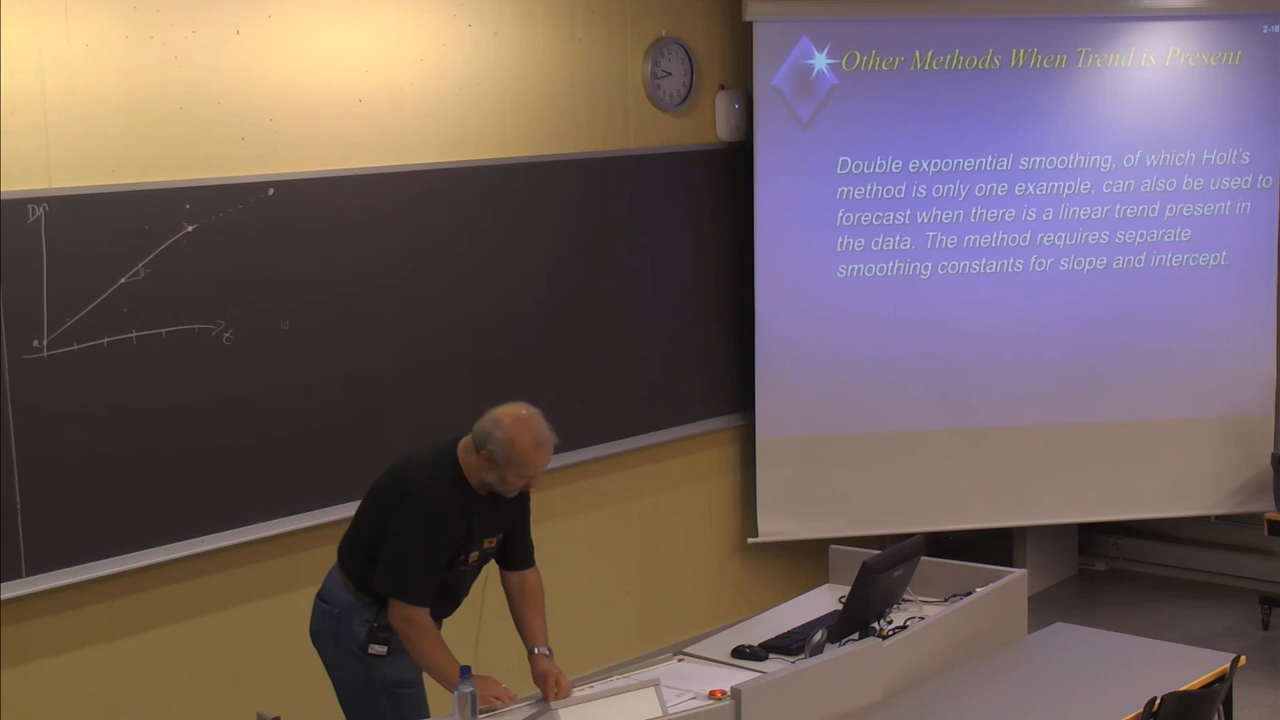 2-18
Other Methods When Trend is Present
Double exponential smoothing, of which Holt's
method is only one example, can also be used to
forecast when there is a linear trend present in
the data. The method requires separate
smoothing constants for slope and intercept.
D
a
t